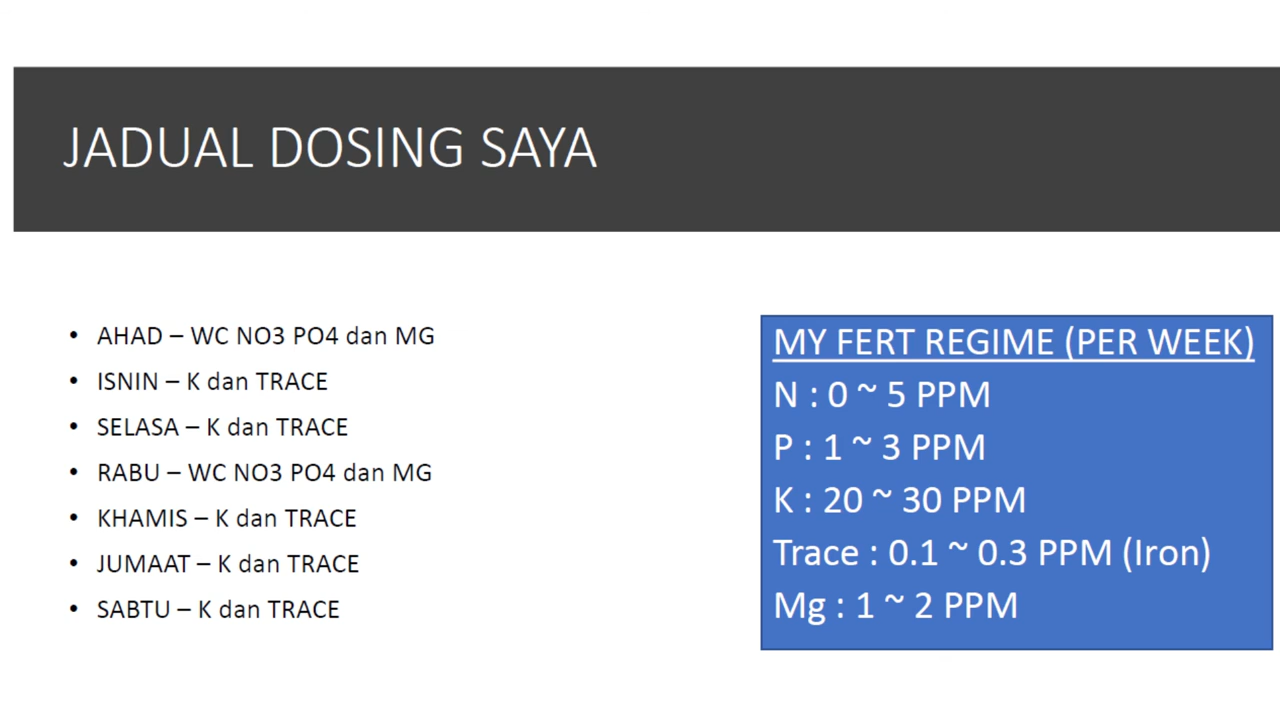 JADUAL DOSING SAYA
• AHAD – WC NO3 PO4 dan MG
• ISNIN – K dan TRACE
• SELASA – K dan TRACE
• RABU – WC NO3 PO4 dan MG
• KHAMIS – K dan TRACE
• JUMAAT – K dan TRACE
• SABTU – K dan TRACE
MY FERT REGIME (PER WEEK)
N : 0 ~ 5 PPM
P : 1 ~ 3 PPM
K : 20 ~ 30 PPM
Trace : 0.1 ~ 0.3 PPM (Iron)
Mg : 1 ~ 2 PPM